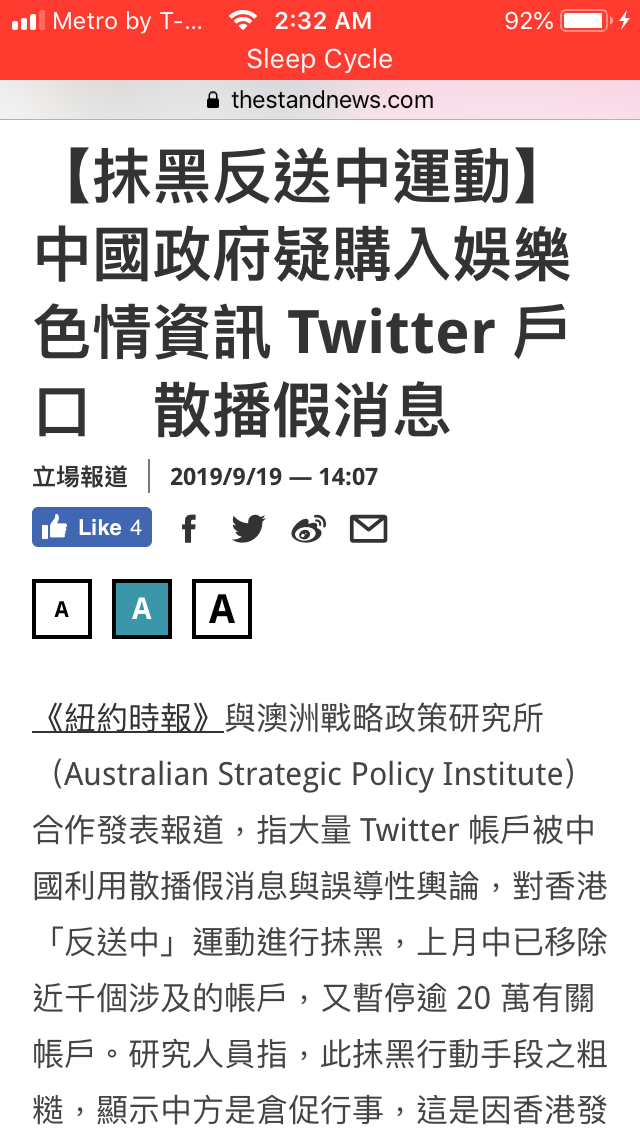 Metro by T-...
2:32 AM
92%
Sleep Cycle
thestandnews.com
【抹黑反送中運動】
中國政府疑購入娛樂
色情資訊 Twitter 戶
口　散播假消息
立場報道
2019/9/19 — 14:07
Like 4
A
A
A
《紐約時報》與澳洲戰略政策研究所
（Australian Strategic Policy Institute）
合作發表報道，指大量 Twitter 帳戶被中
國利用散播假消息與誤導性輿論，對香港
「反送中」運動進行抹黑，上月中已移除
近千個涉及的帳戶，又暫停逾 20 萬有關
帳戶。研究人員指，此抹黑行動手段之粗
糙，顯示中方是倉促行事，這是因香港發